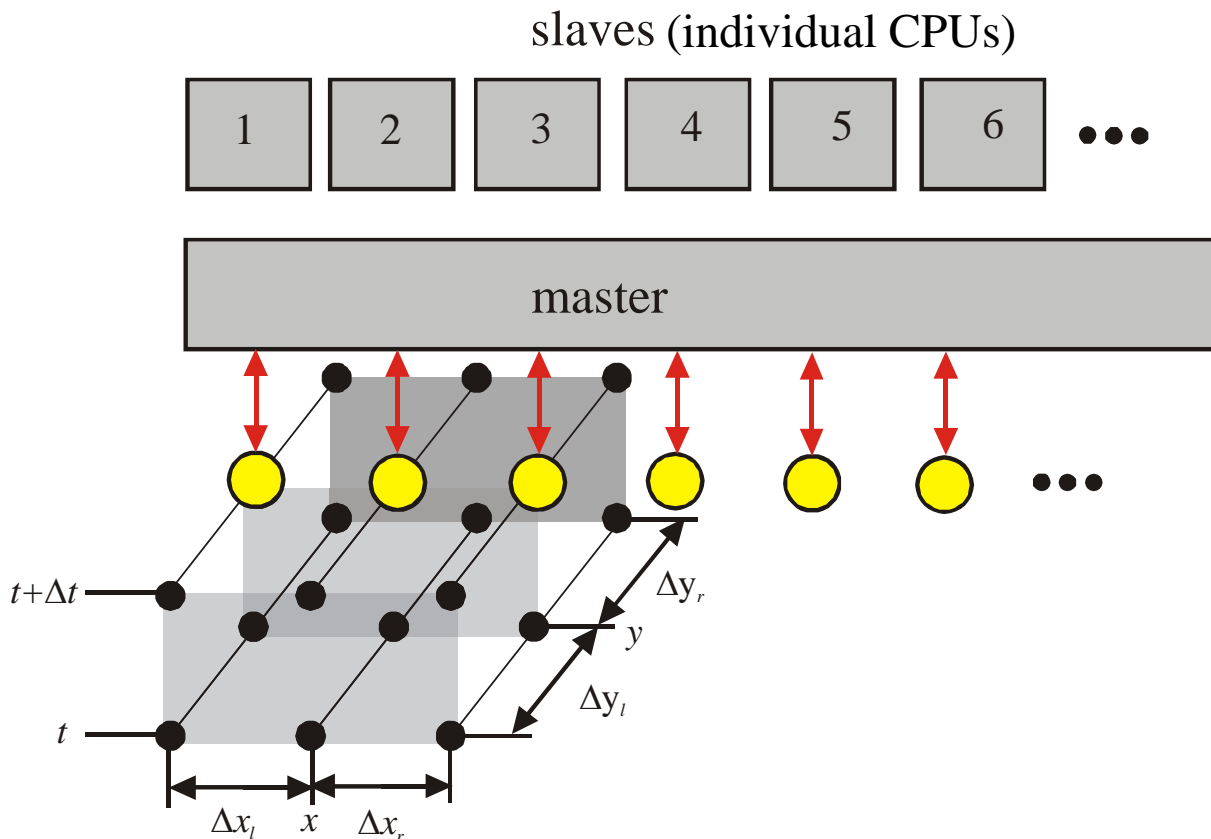 slaves (individual CPUs)
1 2 3 4 5 6 •••
master
•••
t+Δt
Δy_r
y
Δy_l
t
Δx_l x Δx_r